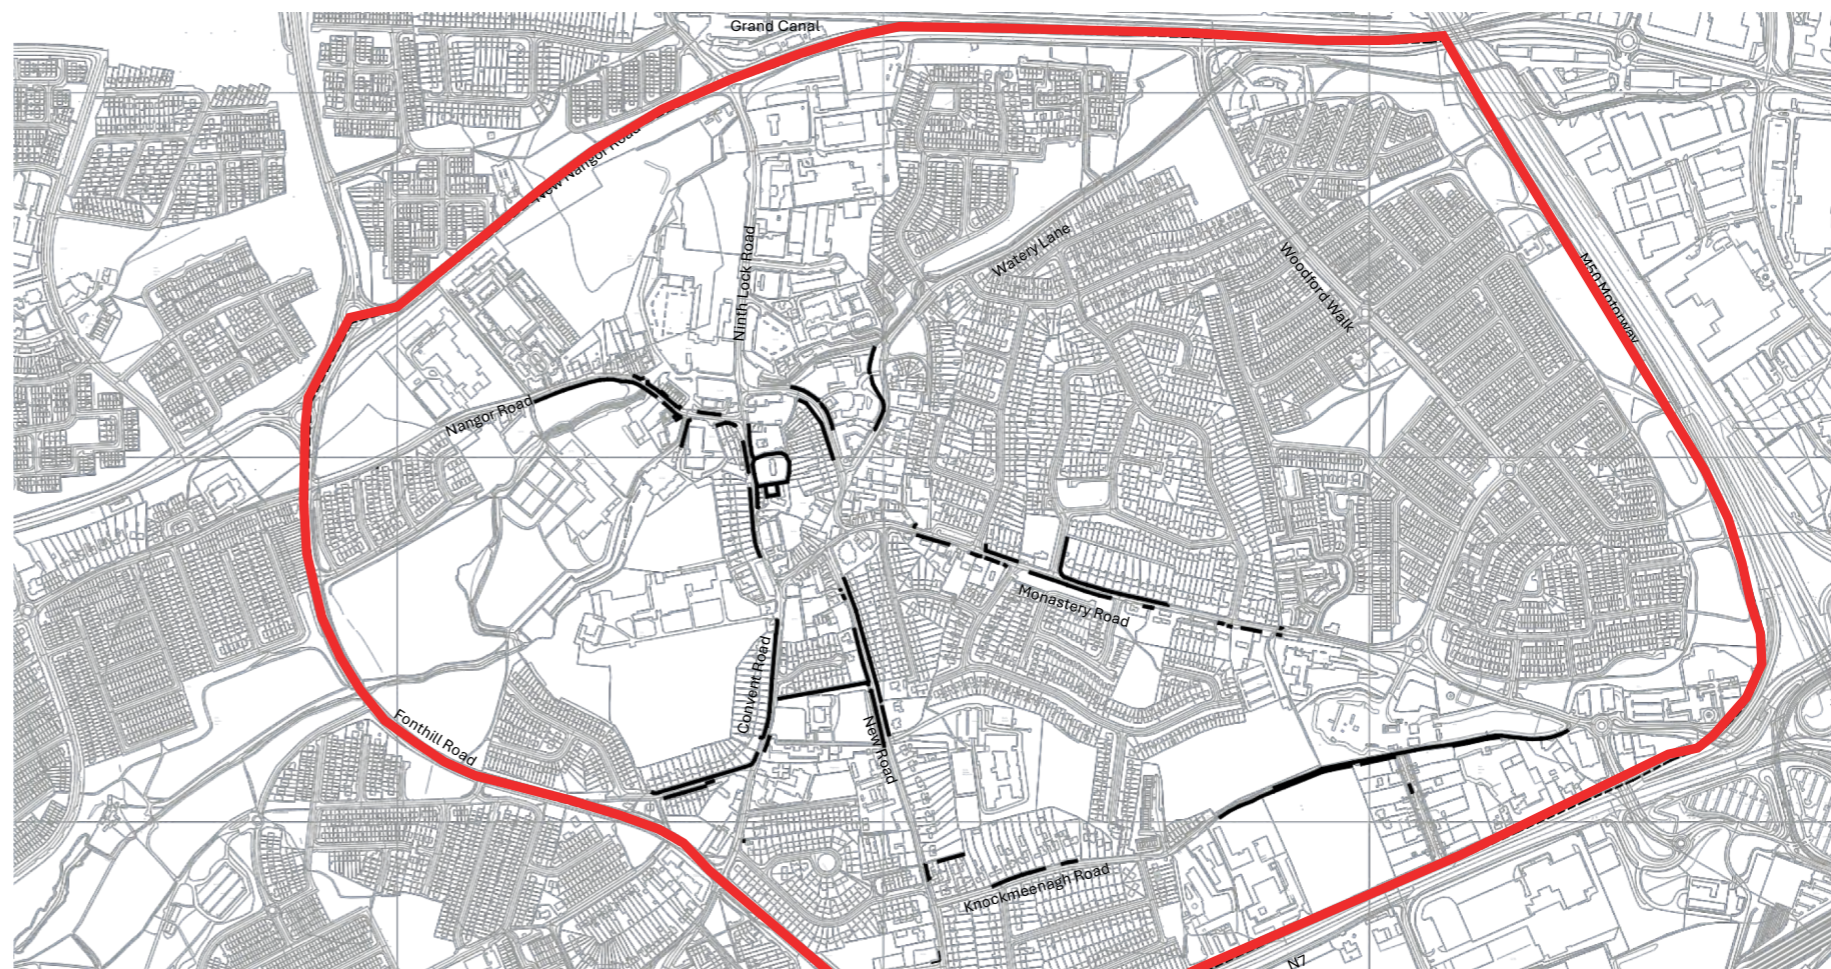 Grand Canal
New Nangor Road
Ninth Lock Road
Watery Lane
Woodford Walk
M50 Motorway
Nangor Road
Monastery Road
Convent Road
New Road
Fonthill Road
Knockmeenagh Road
N7